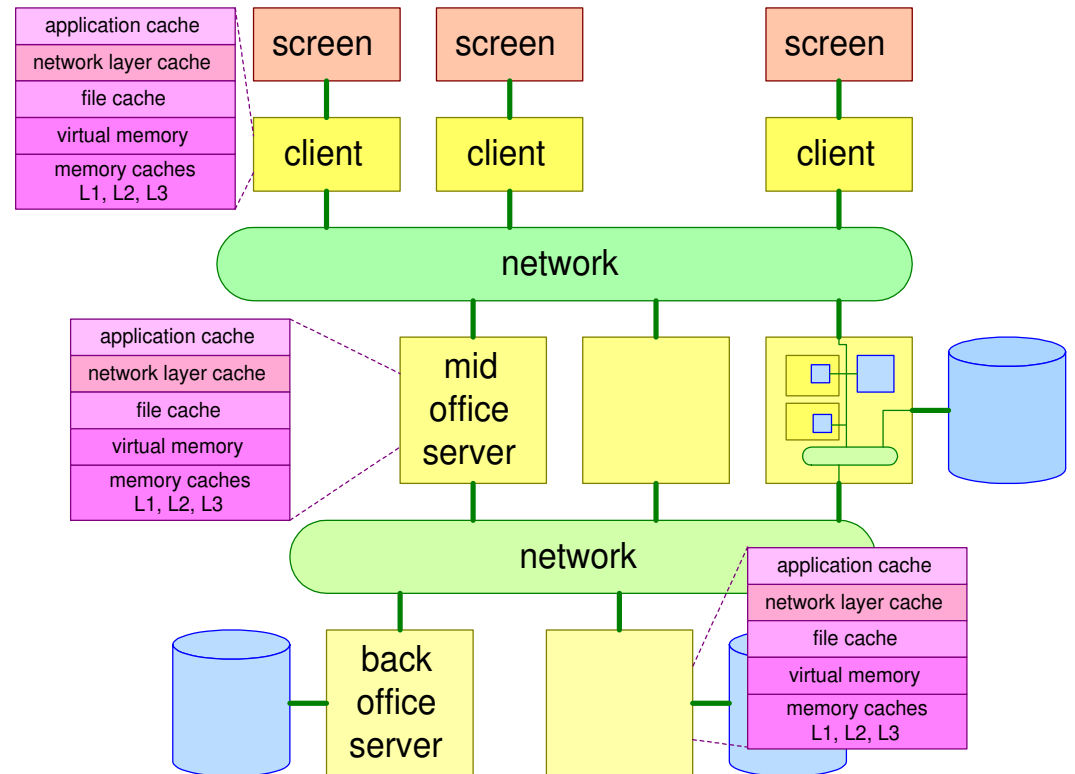 application cache
network layer cache
file cache
virtual memory
memory caches
L1, L2, L3
screen
screen
screen
client
client
client
network
application cache
network layer cache
file cache
virtual memory
memory caches
L1, L2, L3
mid
office
server
network
application cache
network layer cache
file cache
virtual memory
memory caches
L1, L2, L3
back
office
server